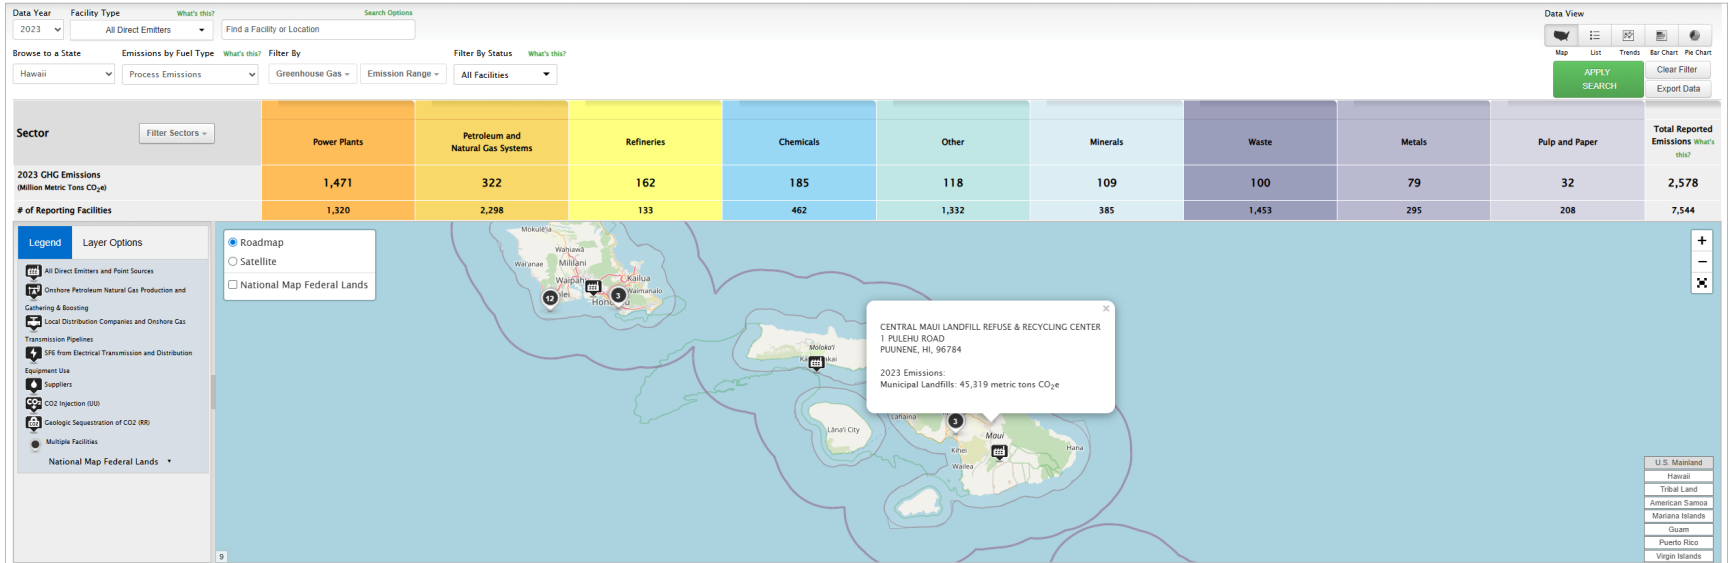 Data Year
Facility Type
What's this?
Search Options
2023
All Direct Emitters
Find a Facility or Location
Browse to a State
Emissions by Fuel Type
What's this?
Filter By
Filter By Status
What's this?
Hawaii
Process Emissions
Greenhouse Gas
Emission Range
All Facilities
Data View
Map
List
Trends
Bar Chart
Pie Chart
APPLY
SEARCH
Clear Filter
Export Data
Sector
Filter Sectors
Power Plants
Petroleum and
Natural Gas Systems
Refineries
Chemicals
Other
Minerals
Waste
Metals
Pulp and Paper
Total Reported
Emissions What's
this?
2023 GHG Emissions
(Million Metric Tons CO2e)
1,471
322
162
185
118
109
100
79
32
2,578
# of Reporting Facilities
1,320
2,298
133
462
1,332
385
1,453
295
208
7,544
Legend
Layer Options
All Direct Emitters and Point Sources
Onshore Petroleum Natural Gas Production and
Gathering & Boosting
Local Distribution Companies and Onshore Gas
Transmission Pipelines
SF6 from Electrical Transmission and Distribution
Equipment Use
Suppliers
CO2 Injection (UU)
Geologic Sequestration of CO2 (RR)
Multiple Facilities
National Map Federal Lands
Roadmap
Satellite
National Map Federal Lands
Mokulē'ia
Wahiawā
Wai'anae
Mililani
Waipah
Kailua
Waimanalo
12
3
Moloka'i
Lāna'i City
Lahaina
3
Maui
Kihei
Wailea
Hana
×
CENTRAL MAUI LANDFILL REFUSE & RECYCLING CENTER
1 PULEHU ROAD
PUUNENE, HI, 96784
2023 Emissions:
Municipal Landfills: 45,319 metric tons CO2e
+
−
U.S. Mainland
Hawaii
Tribal Land
American Samoa
Mariana Islands
Guam
Puerto Rico
Virgin Islands
9